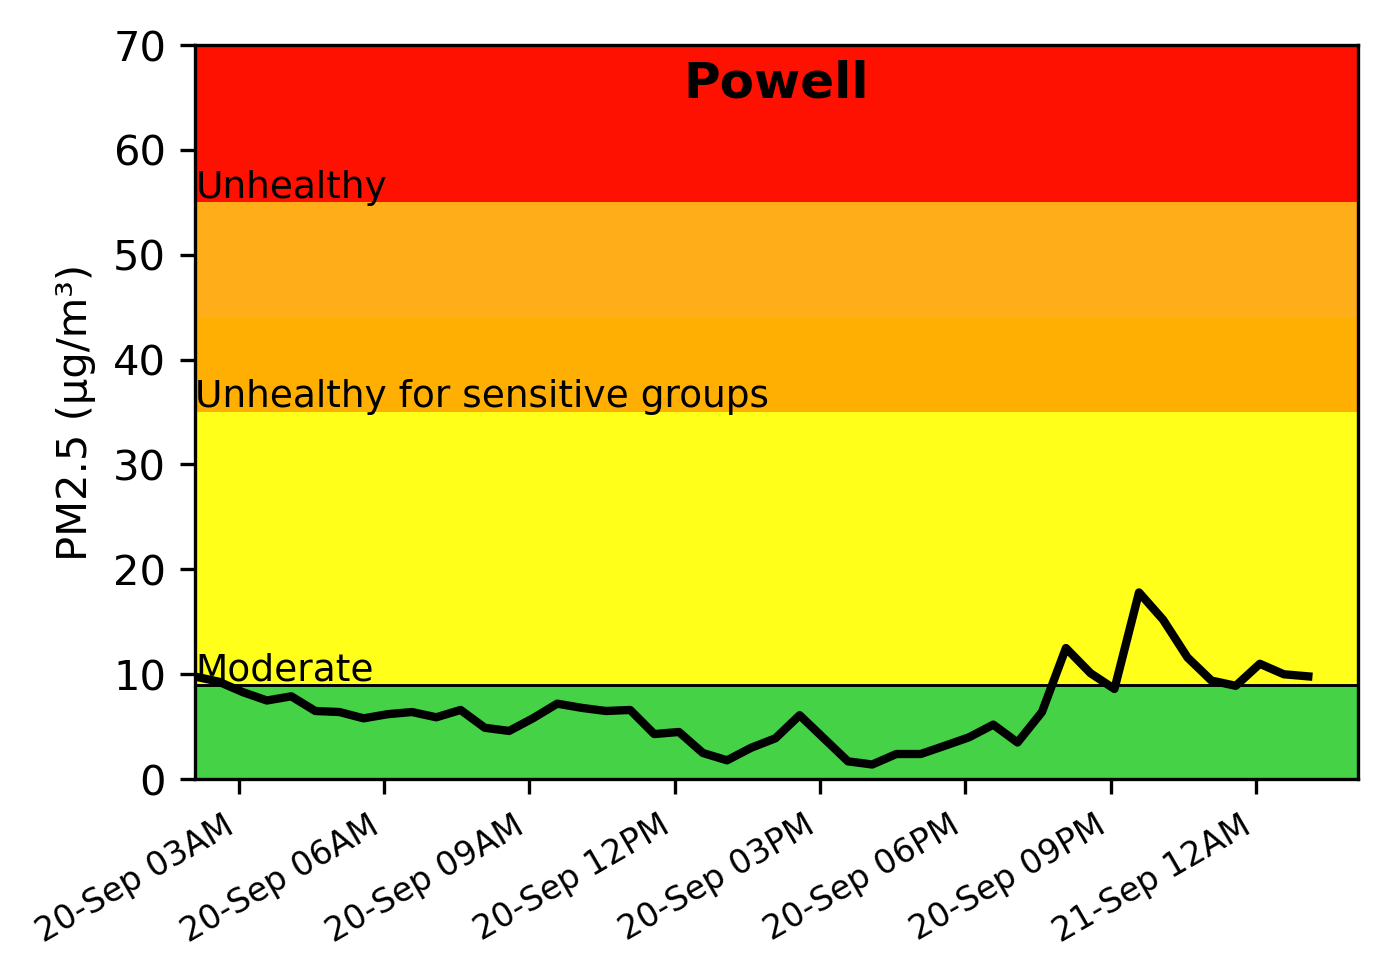 Powell
70
60
50
40
30
20
10
0
PM2.5 (µg/m³)
Unhealthy
Unhealthy for sensitive groups
Moderate
20-Sep 03AM
20-Sep 06AM
20-Sep 09AM
20-Sep 12PM
20-Sep 03PM
20-Sep 06PM
20-Sep 09PM
21-Sep 12AM